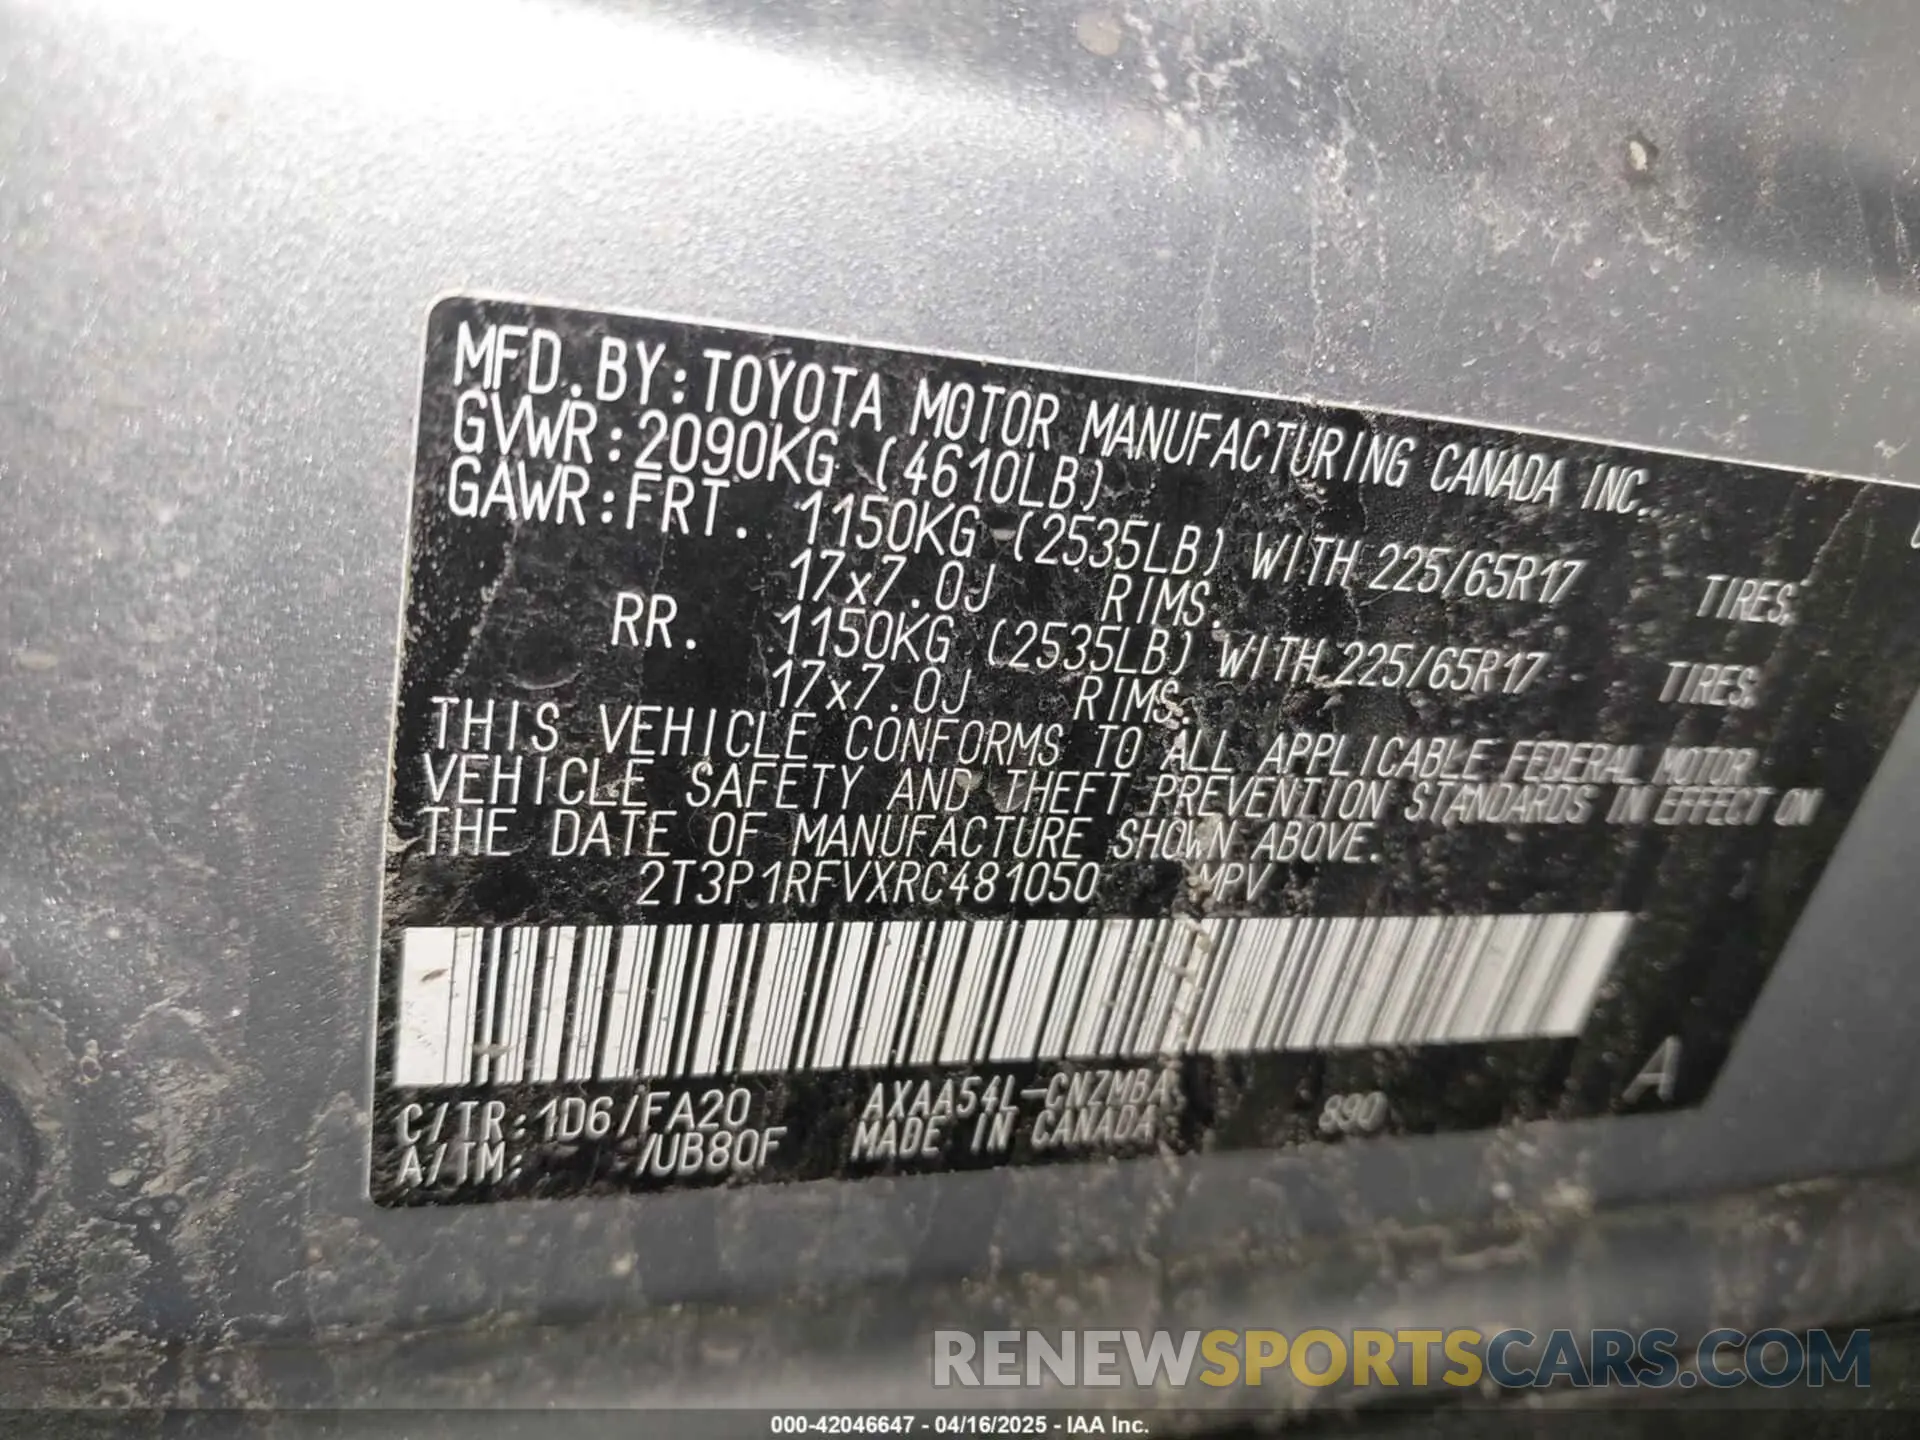 MFD.BY:TOYOTA MOTOR MANUFACTURING CANADA INC.
GVWR:2090KG (4610LB)
GAWR:FRT. 1150KG (2535LB) WITH 225/65R17 TIRES;
17x7.0J RIMS.
RR. 1150KG (2535LB) WITH 225/65R17 TIRES;
17x7.0J RIMS.
THIS VEHICLE CONFORMS TO ALL APPLICABLE FEDERAL MOTOR
VEHICLE SAFETY AND THEFT PREVENTION STANDARDS IN EFFECT ON
THE DATE OF MANUFACTURE SHOWN ABOVE.
2T3P1RFVXRC481050 MPV
A
C/TR:1D6/FA20 AXAA54L-CNZMBA 890
A/TM: /UB80F MADE IN CANADA
RENEWSPORTSCARS.COM
000-42046647 - 04/16/2025 - IAA Inc.